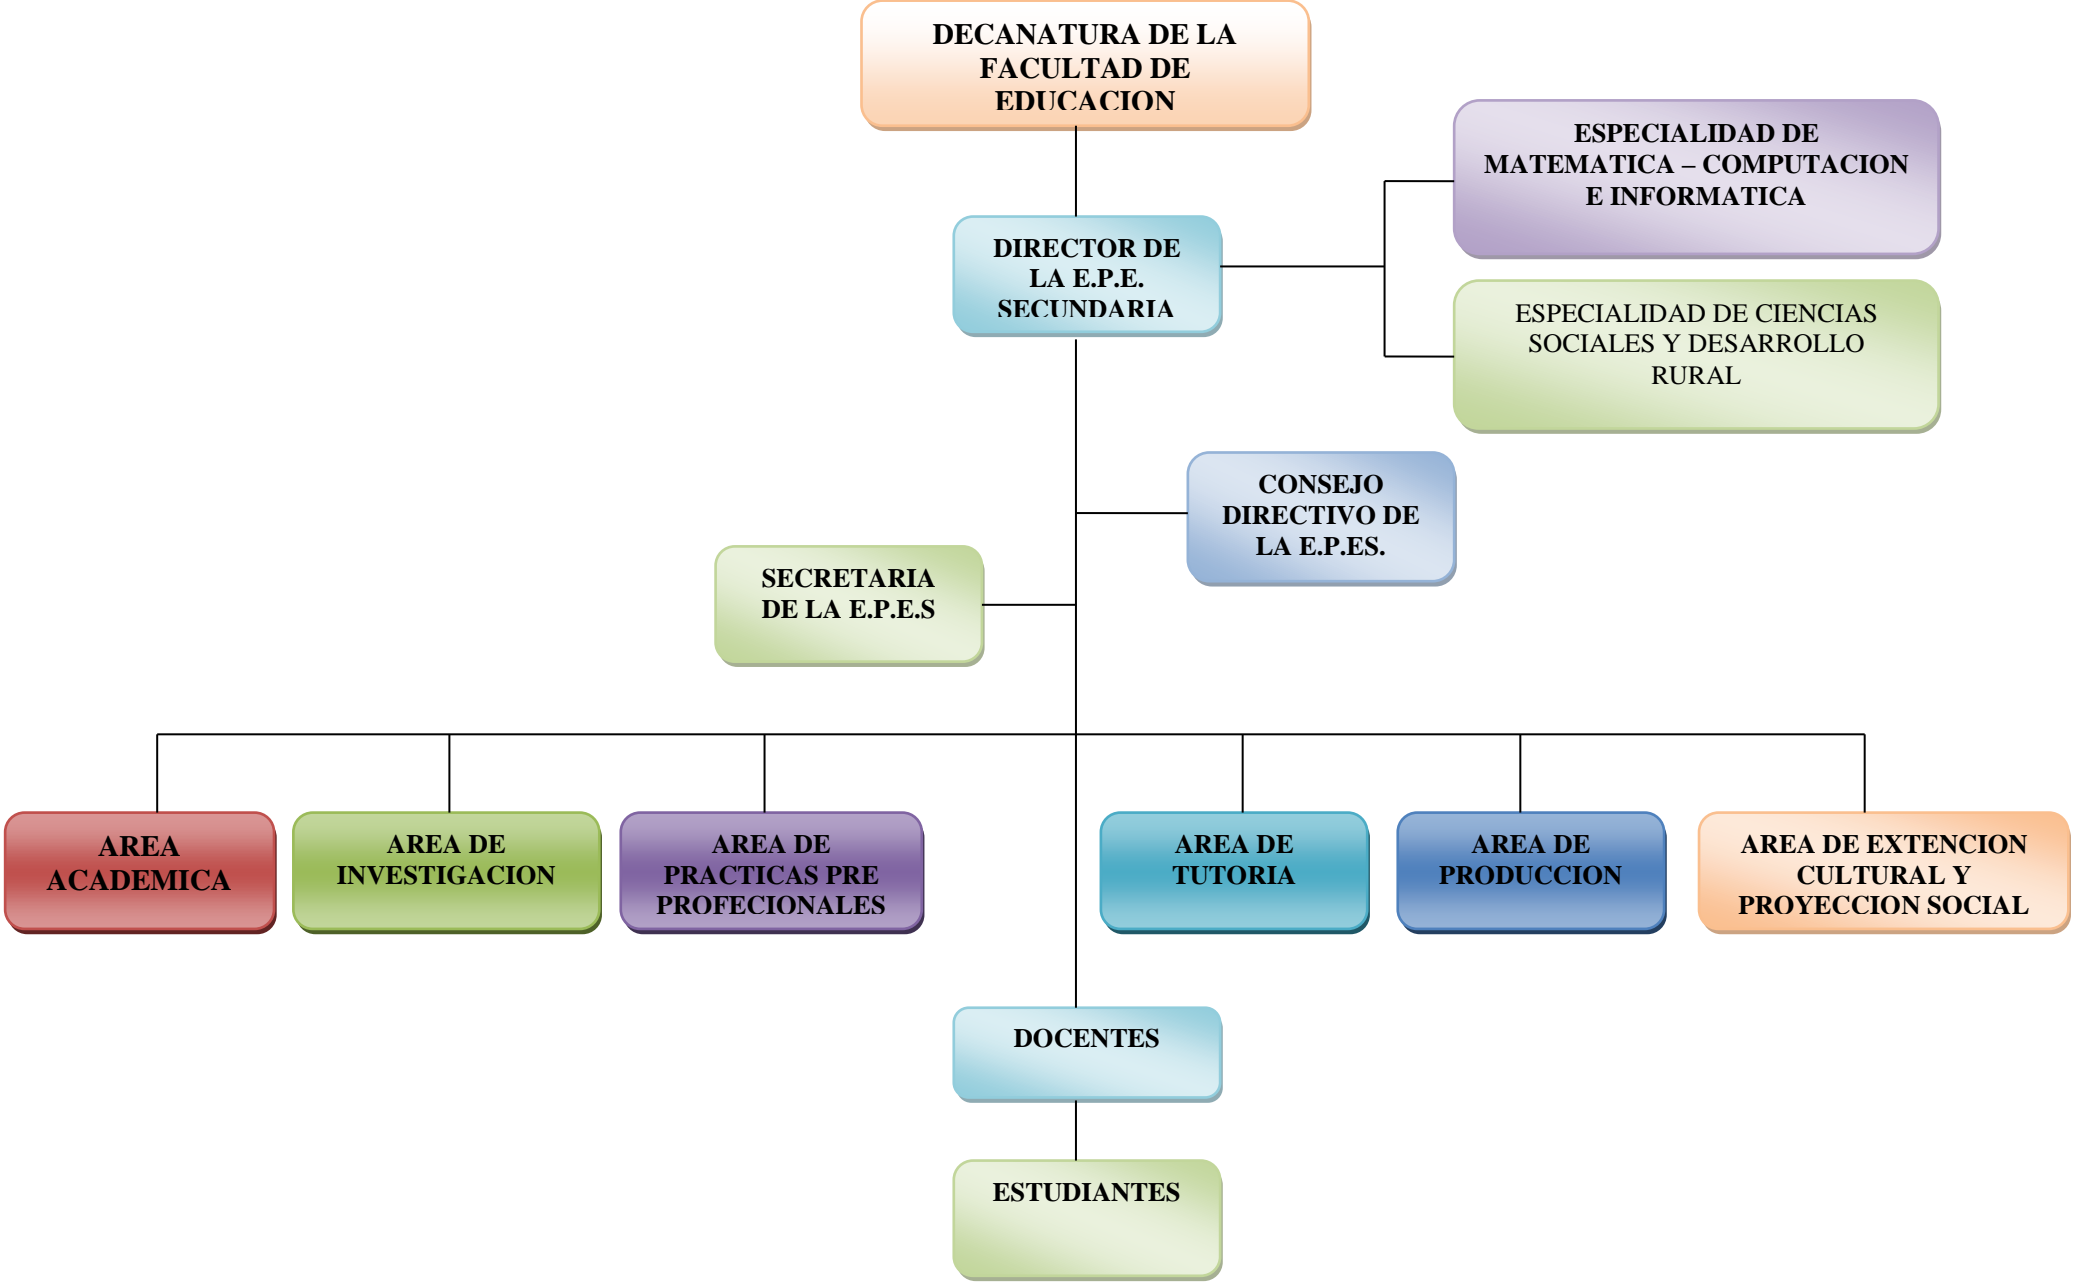 DECANATURA DE LA
FACULTAD DE
EDUCACION
ESPECIALIDAD DE
MATEMATICA – COMPUTACION
E INFORMATICA
DIRECTOR DE
LA E.P.E.
SECUNDARIA
ESPECIALIDAD DE CIENCIAS
SOCIALES Y DESARROLLO
RURAL
CONSEJO
DIRECTIVO DE
LA E.P.ES.
SECRETARIA
DE LA E.P.E.S
AREA
ACADEMICA
AREA DE
INVESTIGACION
AREA DE
PRACTICAS PRE
PROFECIONALES
AREA DE
TUTORIA
AREA DE
PRODUCCION
AREA DE EXTENCION
CULTURAL Y
PROYECCION SOCIAL
DOCENTES
ESTUDIANTES